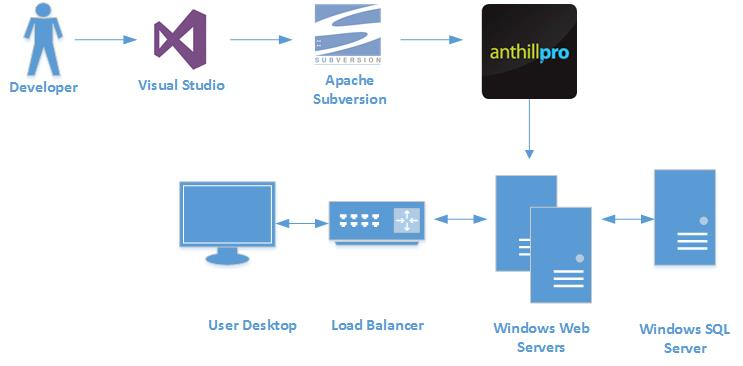 anthillpro
SUBVERSION
Developer
Visual Studio
Apache
Subversion
User Desktop
Load Balancer
Windows Web
Servers
Windows SQL
Server